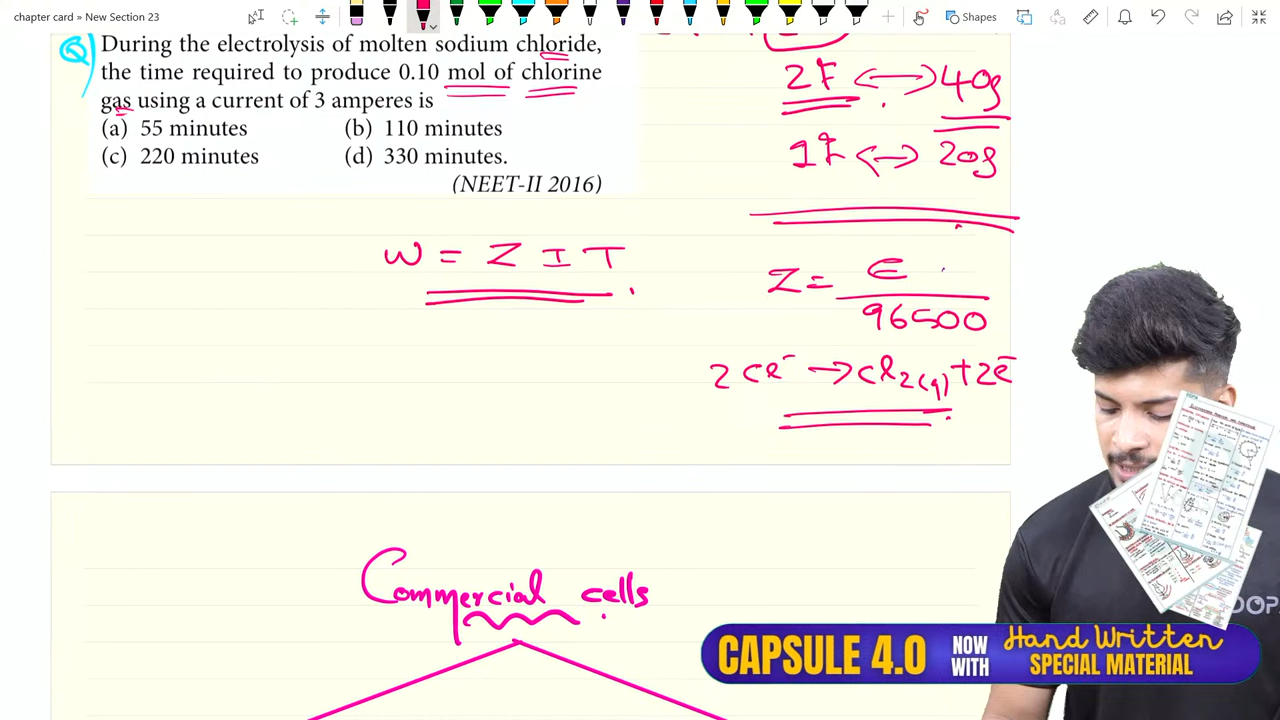 chapter card » New Section 23
Shapes
Q) During the electrolysis of molten sodium chloride,
the time required to produce 0.10 mol of chlorine
gas using a current of 3 amperes is
(a) 55 minutes (b) 110 minutes
(c) 220 minutes (d) 330 minutes.
(NEET-II 2016)
2F ⟷ 40g
1F ⟷ 20g
W = Z I T
Z = E / 96500
2Cl⁻ → Cl2(g) + 2e⁻
Commercial cells
CAPSULE 4.0 NOW WITH Hand Written SPECIAL MATERIAL